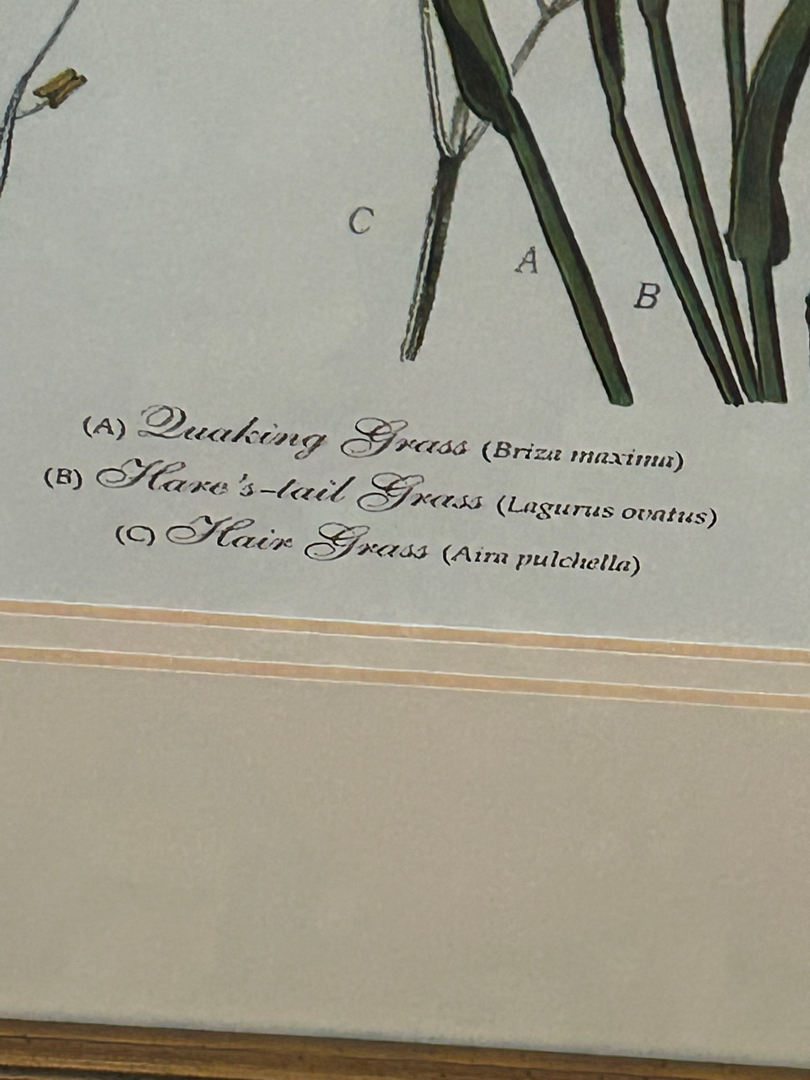 C
A
B
(A) Quaking Grass (Briza maxima)
(B) Hare's-tail Grass (Lagurus ovatus)
(C) Hair Grass (Aira pulchella)